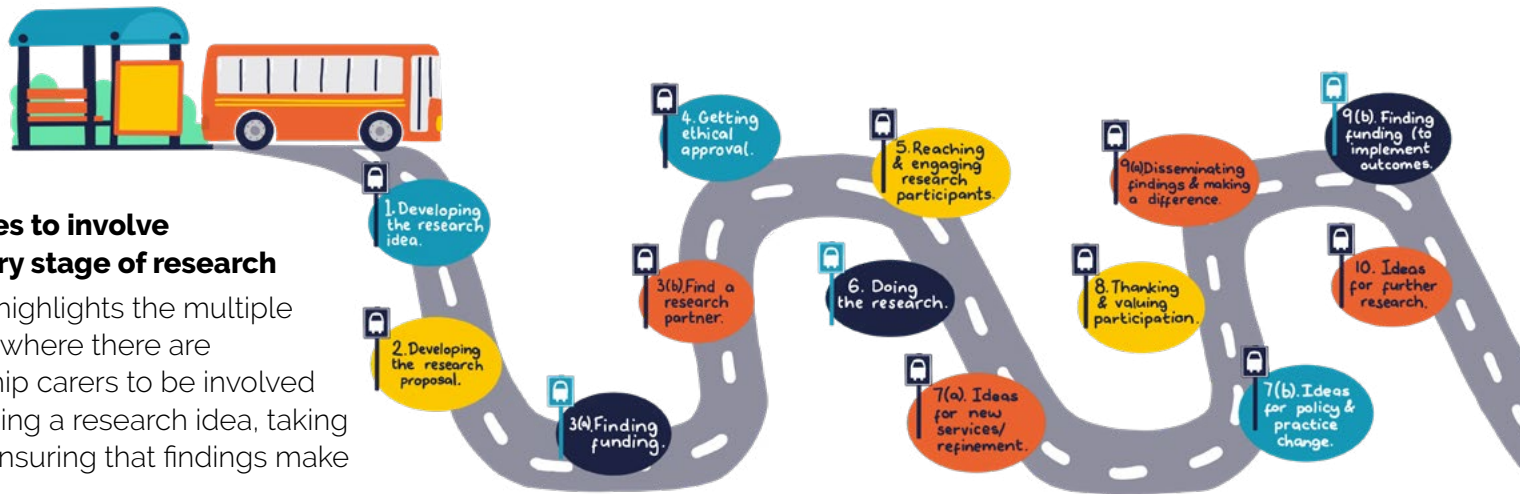 es to involve
ry stage of research
highlights the multiple
where there are
hip carers to be involved
ing a research idea, taking
nsuring that findings make
1. Developing
the research
idea.
2. Developing
the research
proposal.
3(a). Finding
funding.
3(b). Find a
research
partner.
4. Getting
ethical
approval.
5. Reaching
& engaging
research
participants.
6. Doing
the research.
7(a). Ideas
for new
services/
refinement.
7(b). Ideas
for policy &
practice
change.
8. Thanking
& valuing
participation.
9(a) Disseminating
findings & making
a difference.
9(b). Finding
funding (to
implement
outcomes.
10. Ideas
for further
research.